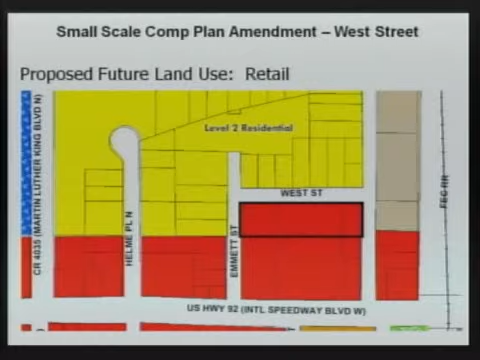 Small Scale Comp Plan Amendment – West Street
Proposed Future Land Use: Retail
Level 2 Residential
WEST ST
CR 4035 (MARTIN LUTHER KING BLVD N)
HELME PL N
EMMETT ST
FEC RR
US HWY 92 (INTL SPEEDWAY BLVD W)